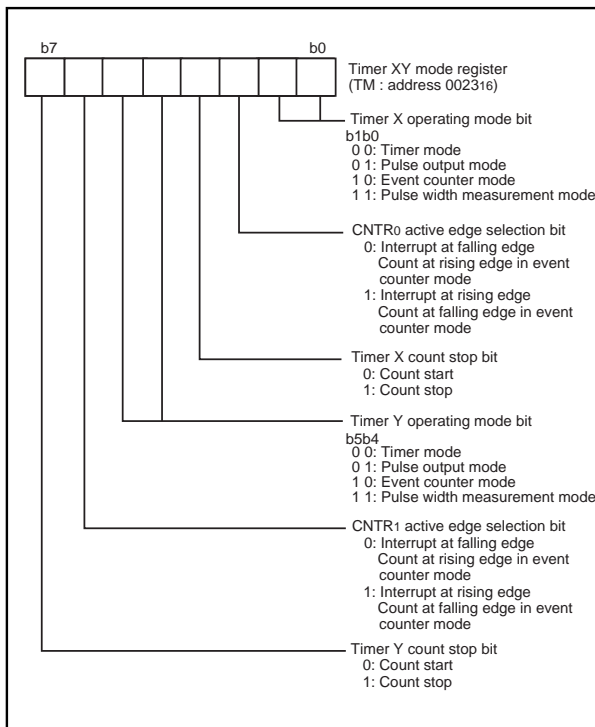 b7 b0
Timer XY mode register
(TM : address 002316)
Timer X operating mode bit
b1b0
0 0: Timer mode
0 1: Pulse output mode
1 0: Event counter mode
1 1: Pulse width measurement mode
CNTR0 active edge selection bit
0: Interrupt at falling edge
Count at rising edge in event
counter mode
1: Interrupt at rising edge
Count at falling edge in event
counter mode
Timer X count stop bit
0: Count start
1: Count stop
Timer Y operating mode bit
b5b4
0 0: Timer mode
0 1: Pulse output mode
1 0: Event counter mode
1 1: Pulse width measurement mode
CNTR1 active edge selection bit
0: Interrupt at falling edge
Count at rising edge in event
counter mode
1: Interrupt at rising edge
Count at falling edge in event
counter mode
Timer Y count stop bit
0: Count start
1: Count stop